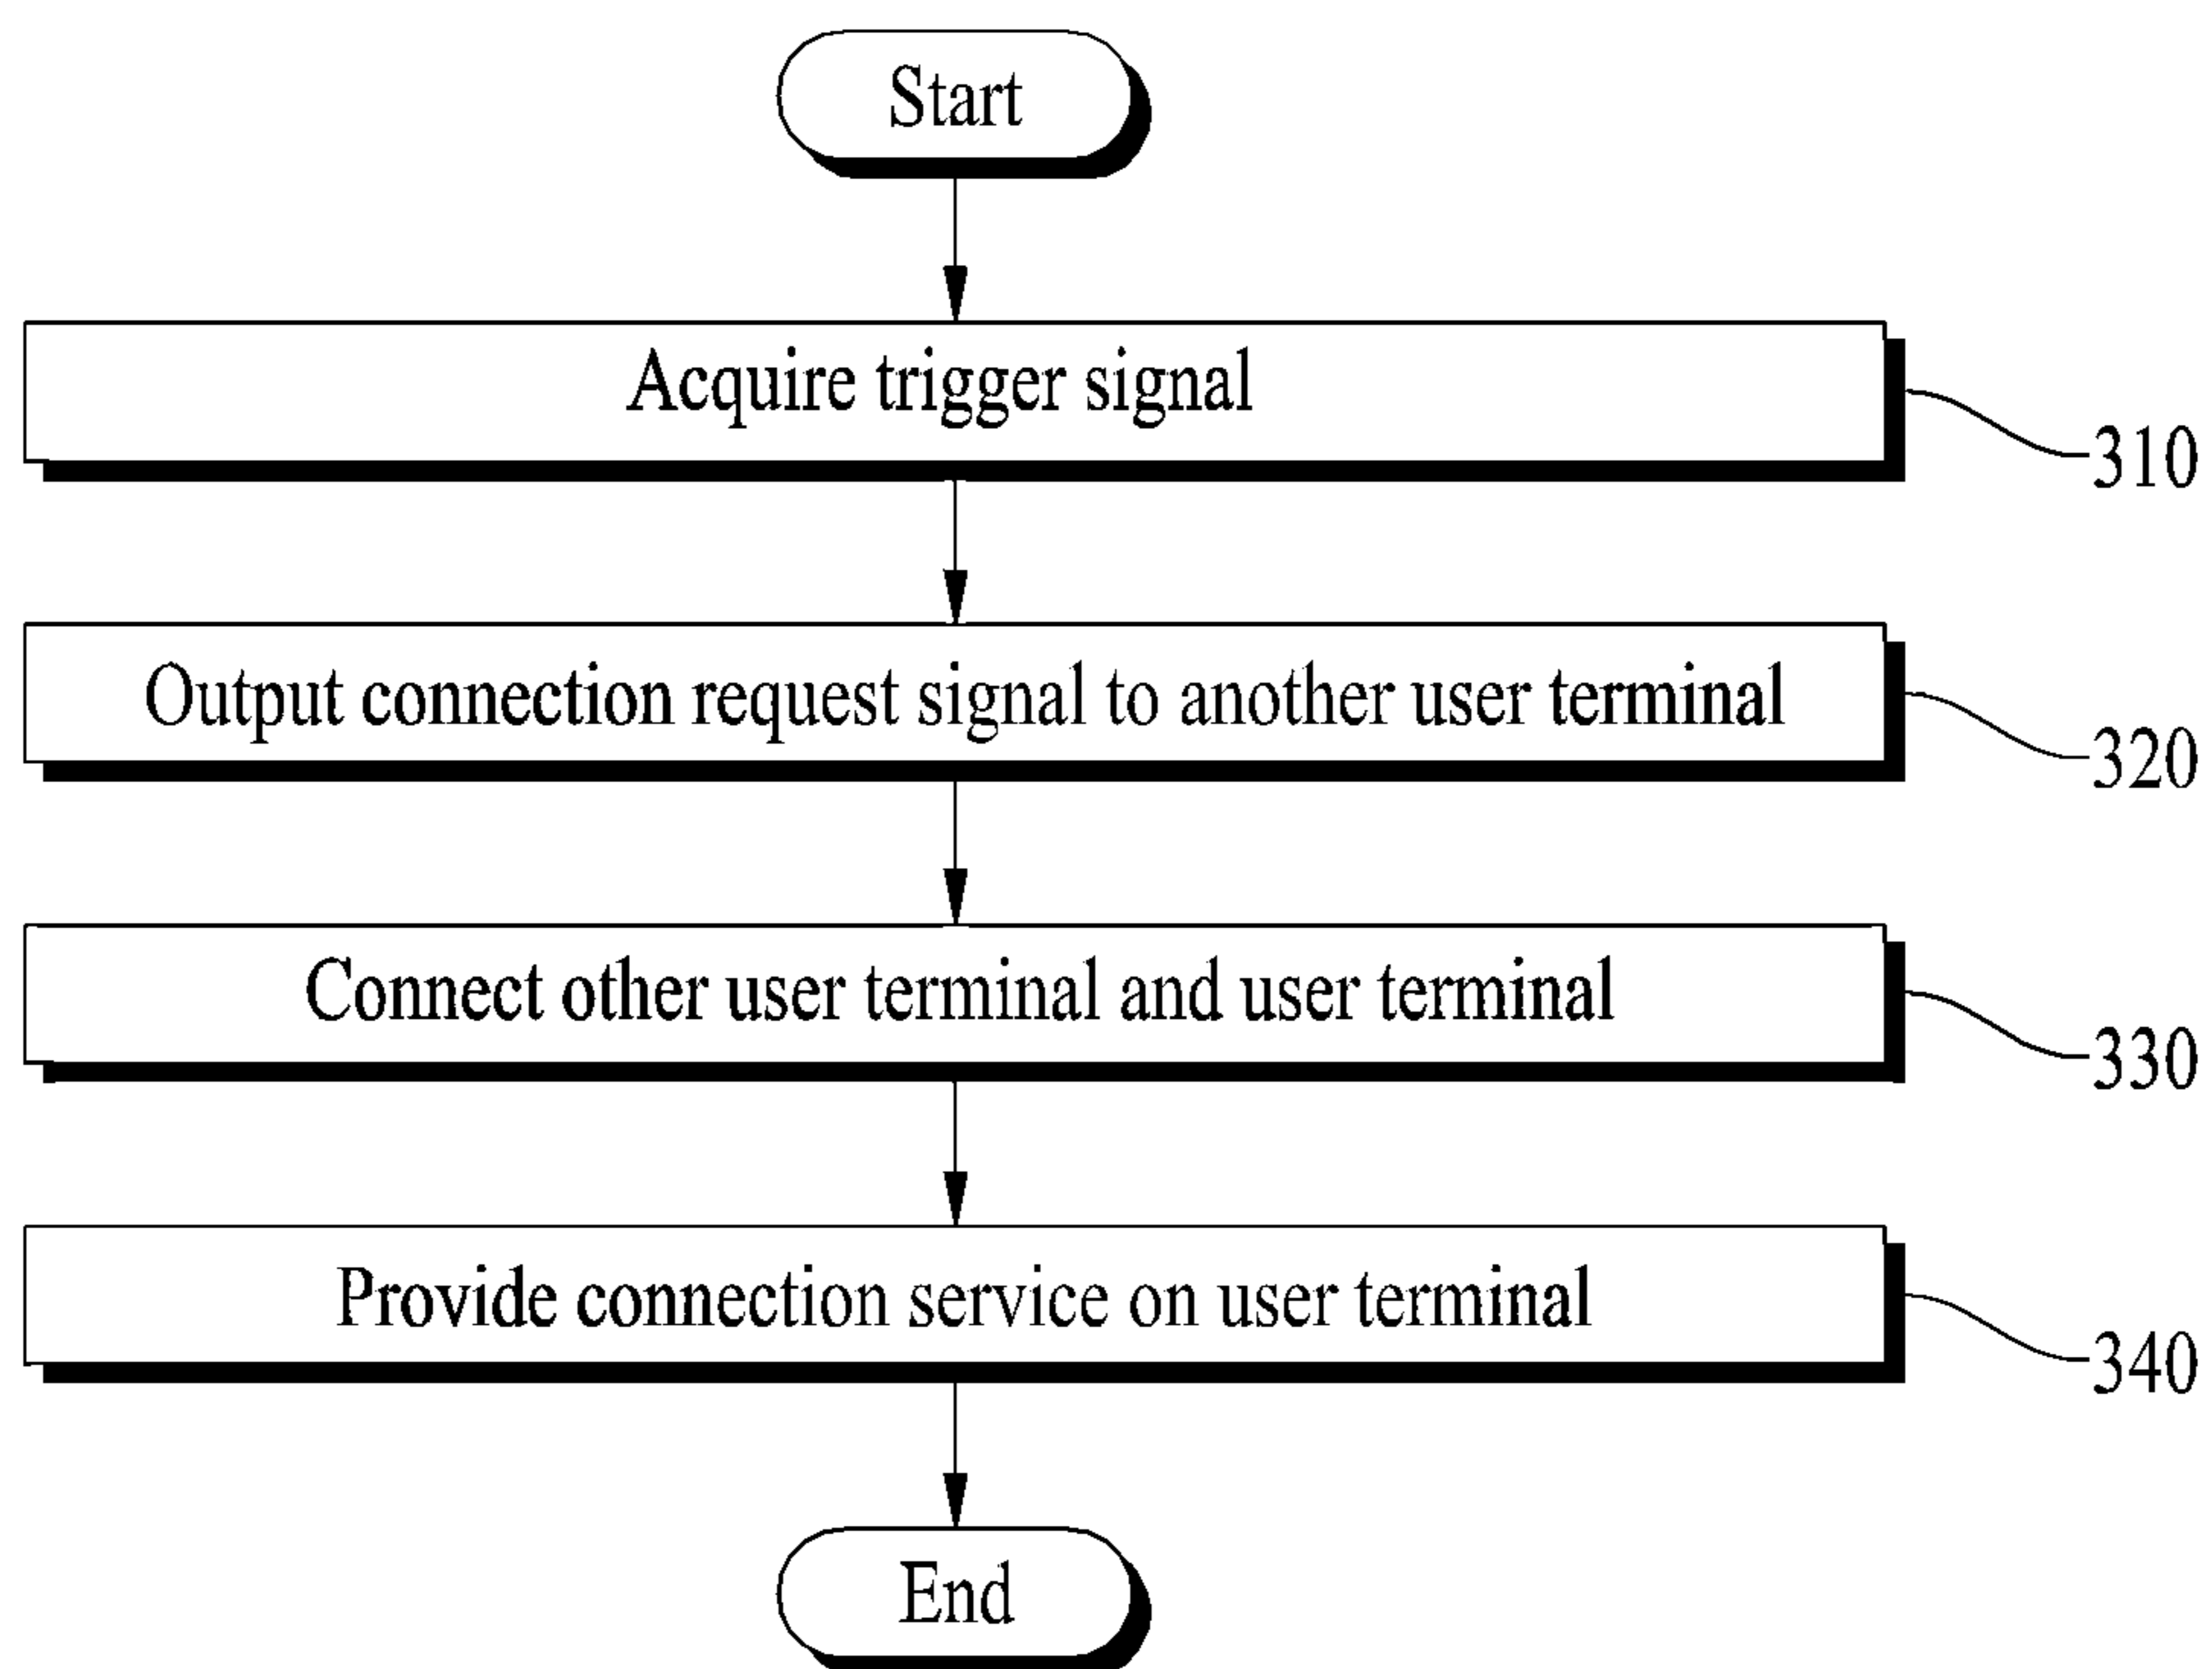 Start
Acquire trigger signal
310
Output connection request signal to another user terminal
320
Connect other user terminal and user terminal
330
Provide connection service on user terminal
340
End